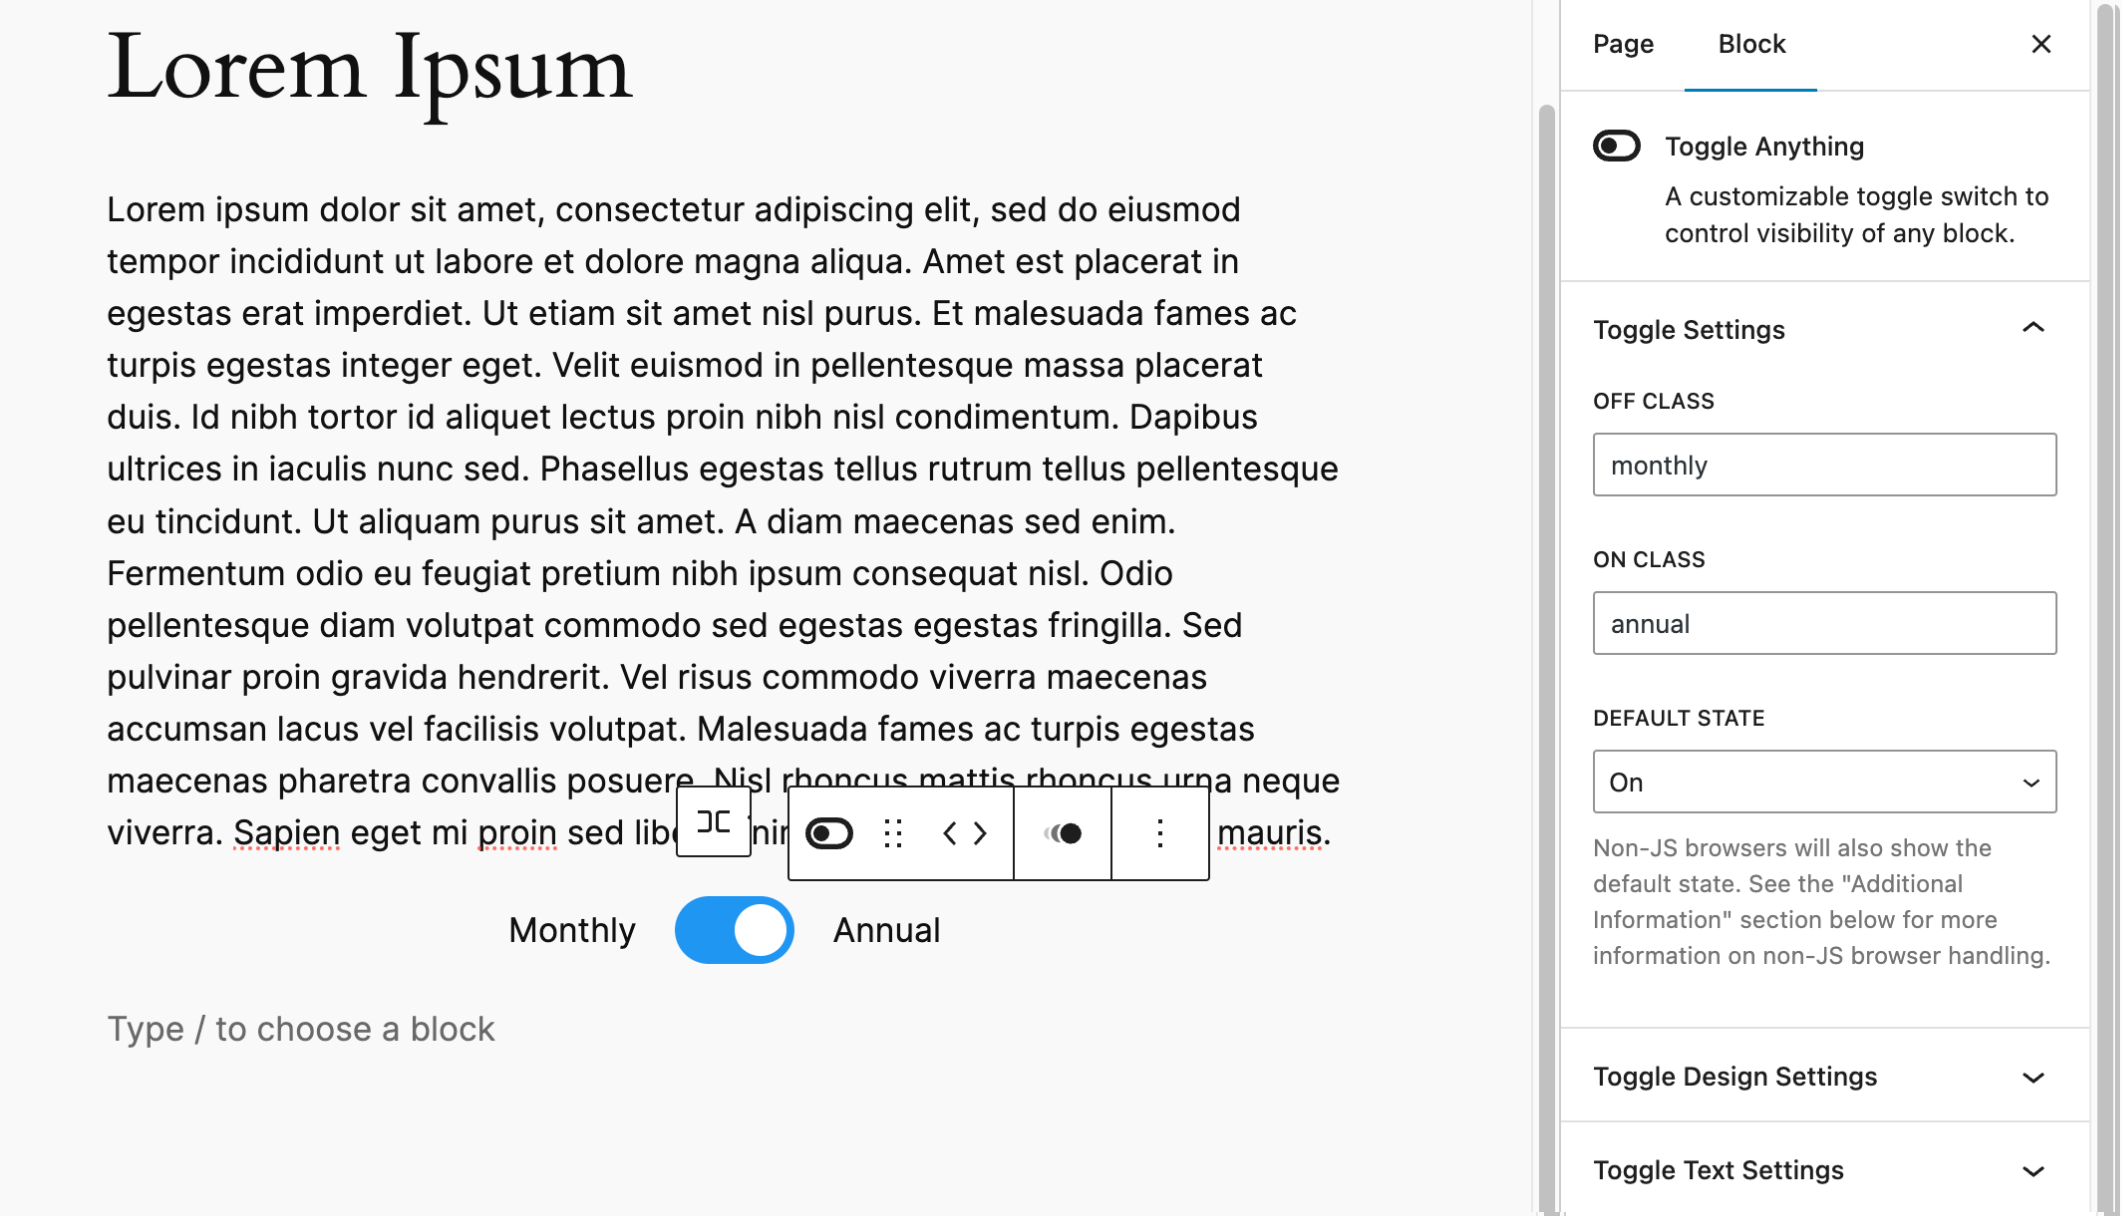 Lorem Ipsum
Lorem ipsum dolor sit amet, consectetur adipiscing elit, sed do eiusmod
tempor incididunt ut labore et dolore magna aliqua. Amet est placerat in
egestas erat imperdiet. Ut etiam sit amet nisl purus. Et malesuada fames ac
turpis egestas integer eget. Velit euismod in pellentesque massa placerat
duis. Id nibh tortor id aliquet lectus proin nibh nisl condimentum. Dapibus
ultrices in iaculis nunc sed. Phasellus egestas tellus rutrum tellus pellentesque
eu tincidunt. Ut aliquam purus sit amet. A diam maecenas sed enim.
Fermentum odio eu feugiat pretium nibh ipsum consequat nisl. Odio
pellentesque diam volutpat commodo sed egestas egestas fringilla. Sed
pulvinar proin gravida hendrerit. Vel risus commodo viverra maecenas
accumsan lacus vel facilisis volutpat. Malesuada fames ac turpis egestas
maecenas pharetra convallis posuere. Nisl rhoncus mattis rhoncus urna neque
viverra. Sapien eget mi proin sed mauris.
Monthly Annual
Type / to choose a block
Page Block
Toggle Anything
A customizable toggle switch to
control visibility of any block.
Toggle Settings
OFF CLASS
monthly
ON CLASS
annual
DEFAULT STATE
On
Non-JS browsers will also show the
default state. See the "Additional
Information" section below for more
information on non-JS browser handling.
Toggle Design Settings
Toggle Text Settings